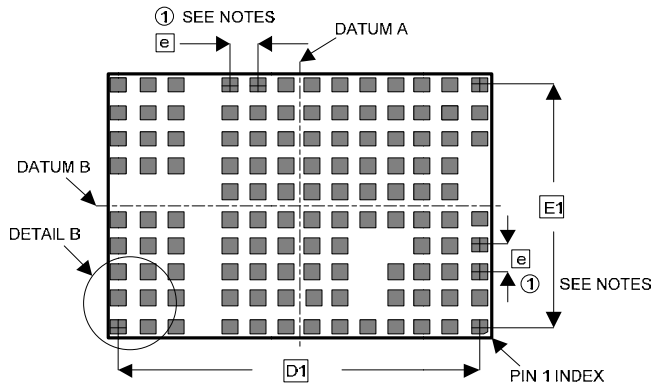 ① SEE NOTES
e
DATUM A
DATUM B
E1
DETAIL B
e
① SEE NOTES
D1
PIN 1 INDEX